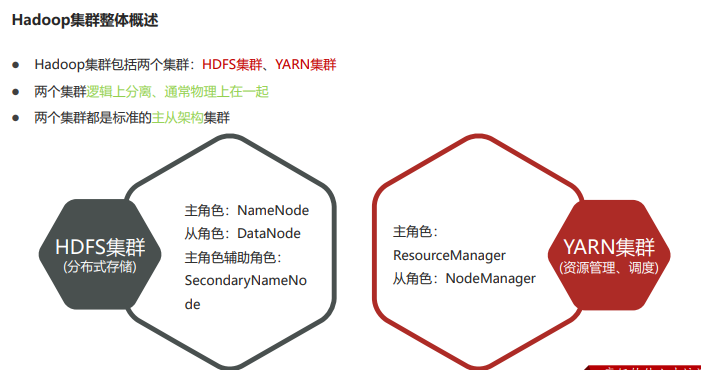 Hadoop集群整体概述
Hadoop集群包括两个集群：HDFS集群、YARN集群
两个集群逻辑上分离、通常物理上在一起
两个集群都是标准的主从架构集群
HDFS集群
(分布式存储)
主角色：NameNode
从角色：DataNode
主角色辅助角色：
SecondaryNameNo
de
主角色：
ResourceManager
从角色：NodeManager
YARN集群
(资源管理、调度)